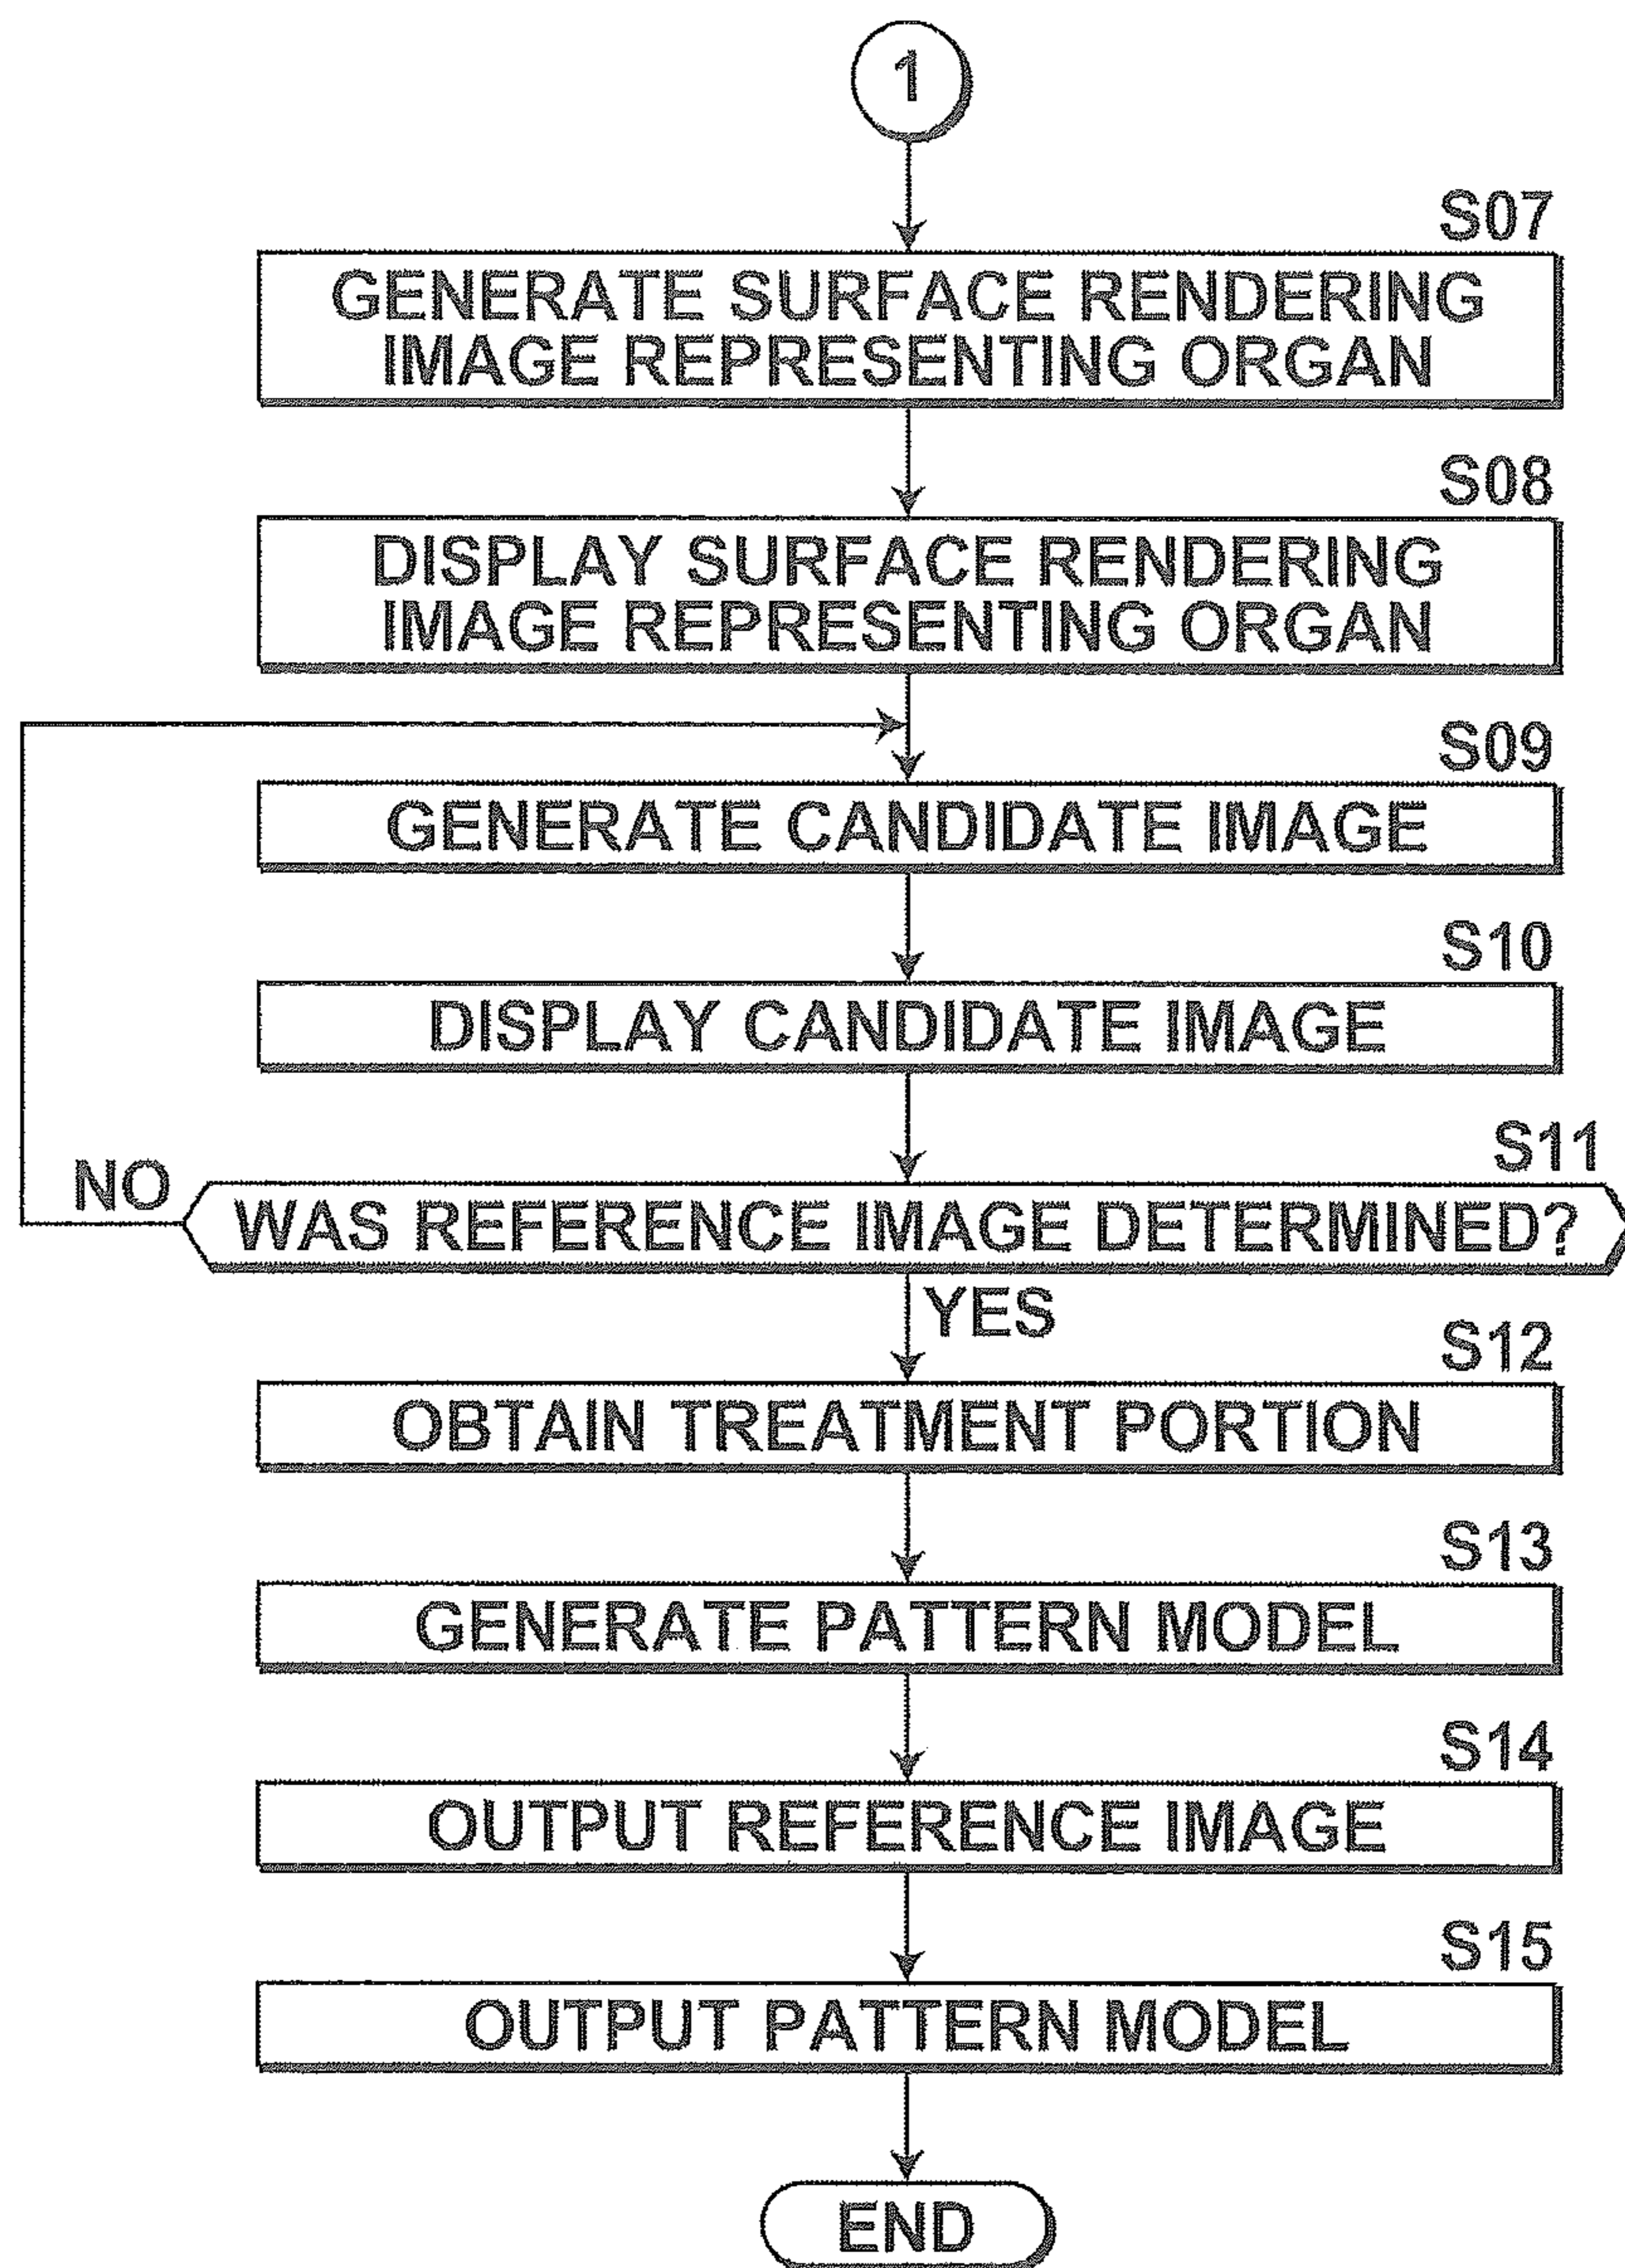 1
S07
GENERATE SURFACE RENDERING
IMAGE REPRESENTING ORGAN
S08
DISPLAY SURFACE RENDERING
IMAGE REPRESENTING ORGAN
S09
GENERATE CANDIDATE IMAGE
S10
DISPLAY CANDIDATE IMAGE
S11
NO
WAS REFERENCE IMAGE DETERMINED?
YES
S12
OBTAIN TREATMENT PORTION
S13
GENERATE PATTERN MODEL
S14
OUTPUT REFERENCE IMAGE
S15
OUTPUT PATTERN MODEL
END